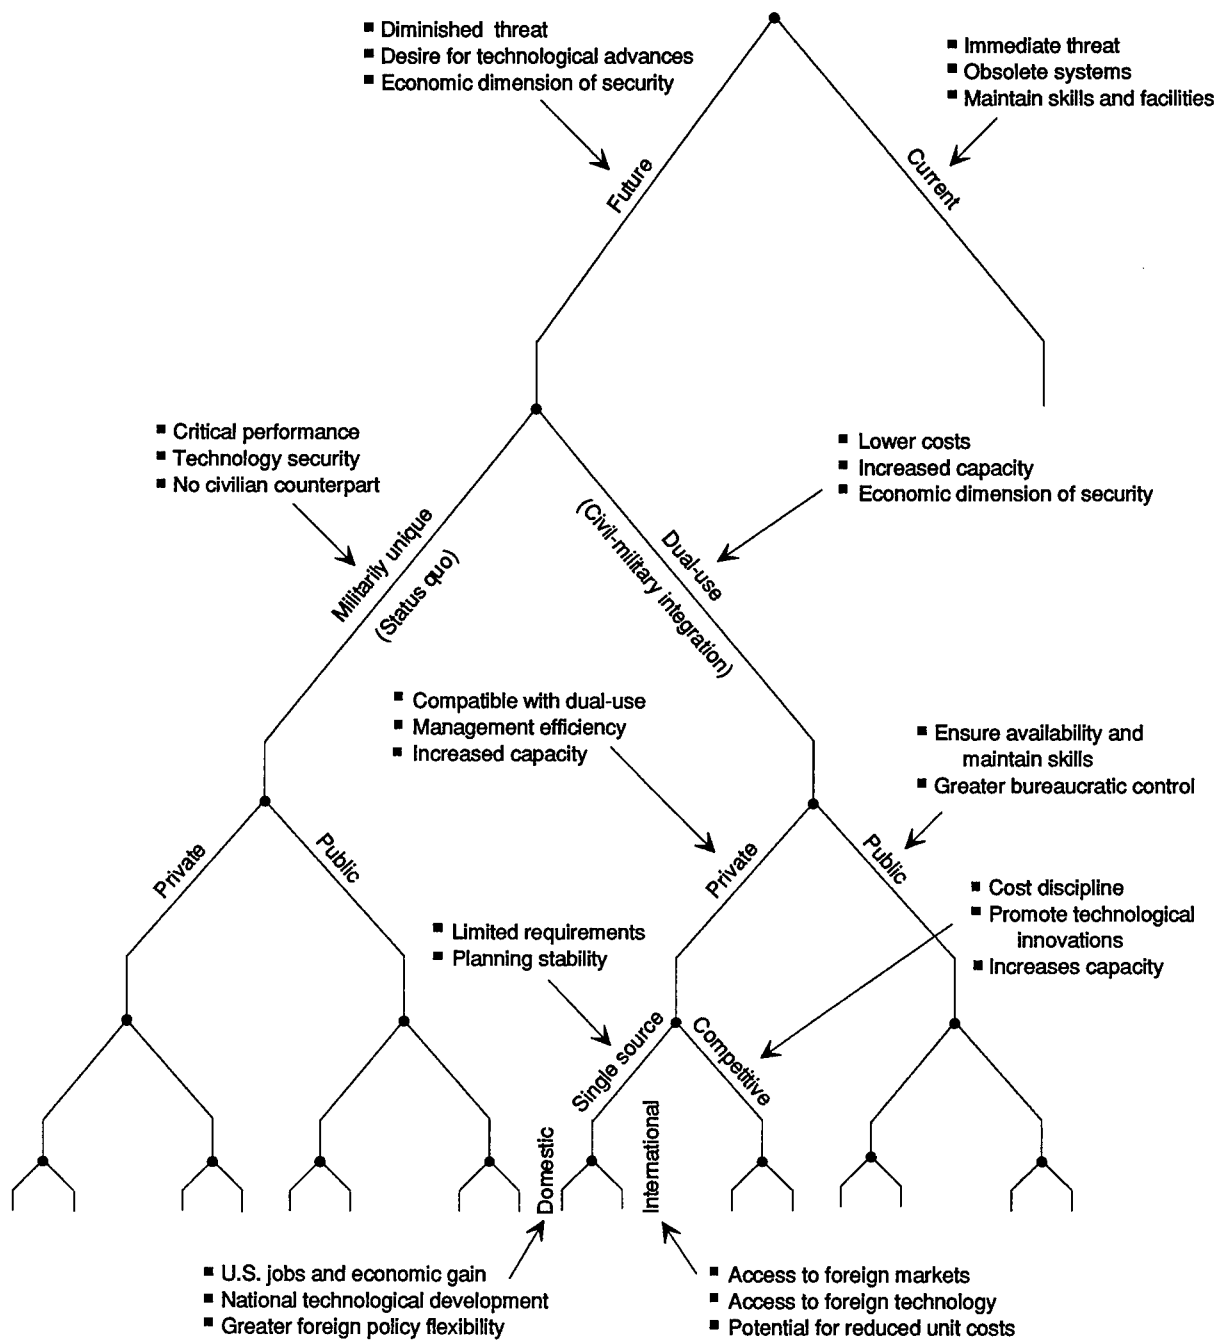 ■ Diminished threat
■ Desire for technological advances
■ Economic dimension of security
■ Immediate threat
■ Obsolete systems
■ Maintain skills and facilities
Future
Current
■ Critical performance
■ Technology security
■ No civilian counterpart
■ Lower costs
■ Increased capacity
■ Economic dimension of security
Militarily unique
(Status quo)
Dual-use
(Civil-military integration)
■ Compatible with dual-use
■ Management efficiency
■ Increased capacity
■ Ensure availability and
maintain skills
■ Greater bureaucratic control
Private
Public
Private
Public
■ Limited requirements
■ Planning stability
■ Cost discipline
■ Promote technological
innovations
■ Increases capacity
Single source
Competitive
Domestic
International
■ U.S. jobs and economic gain
■ National technological development
■ Greater foreign policy flexibility
■ Access to foreign markets
■ Access to foreign technology
■ Potential for reduced unit costs